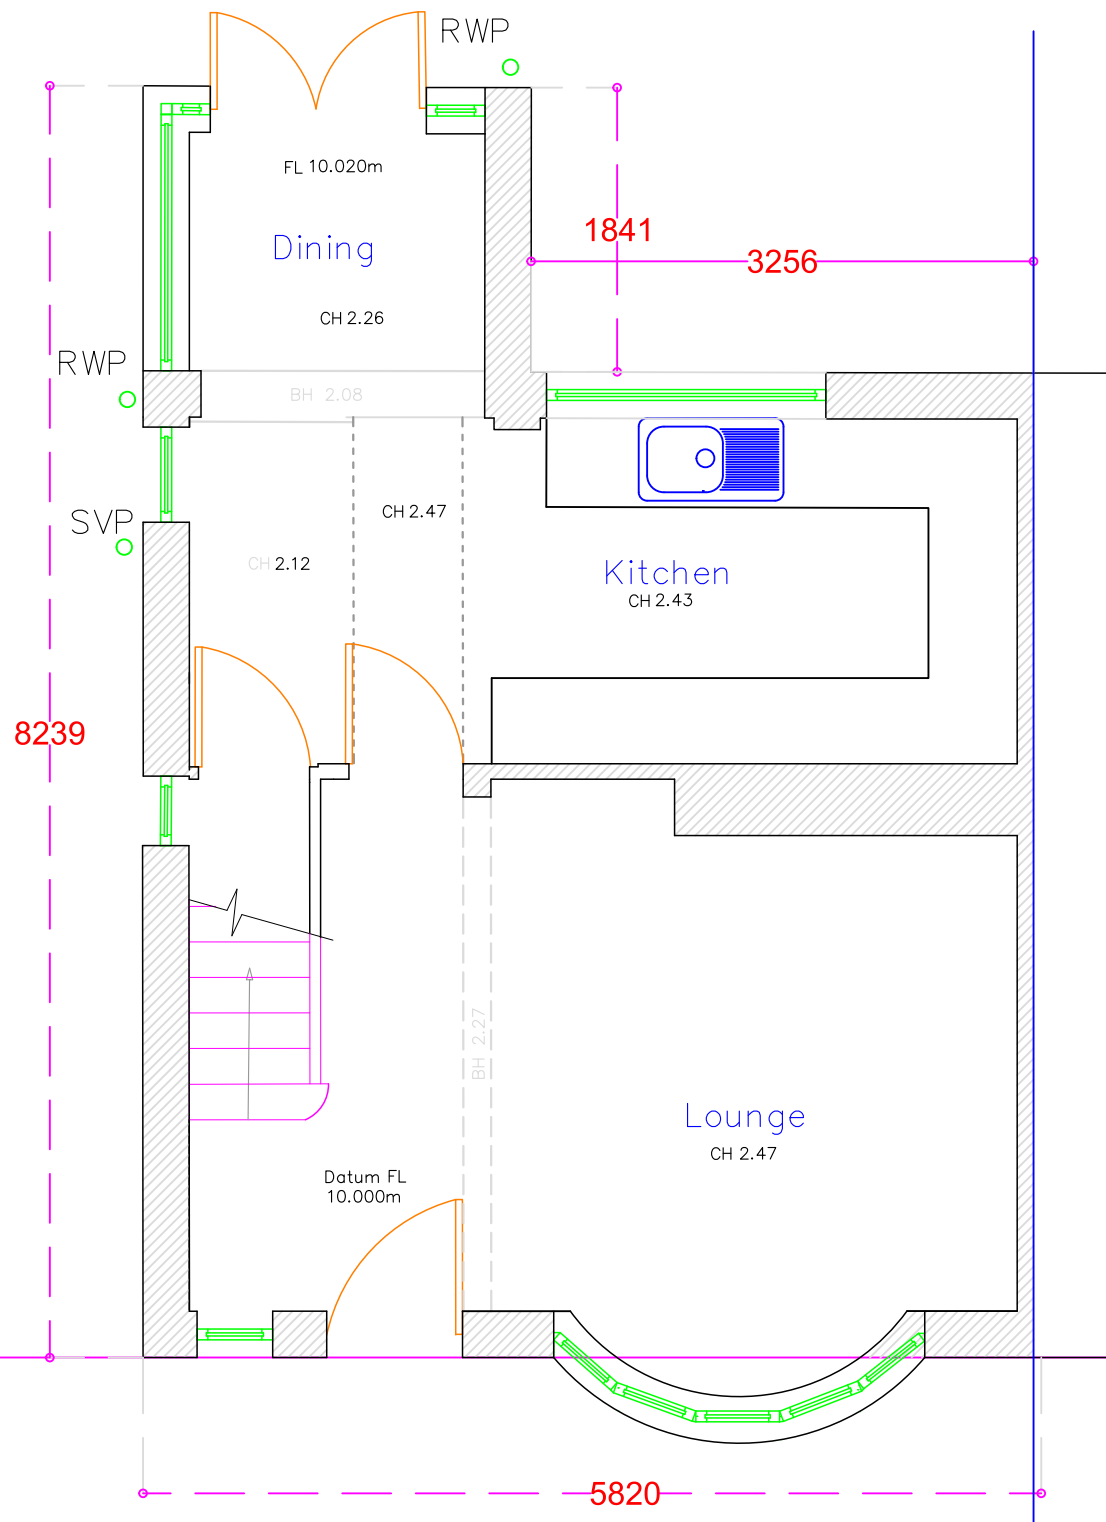 RWP
FL 10.020m
1841
Dining
3256
CH 2.26
RWP
BH 2.08
CH 2.47
SVP
CH 2.12
Kitchen
CH 2.43
8239
BH 2.27
Lounge
CH 2.47
Datum FL
10.000m
5820